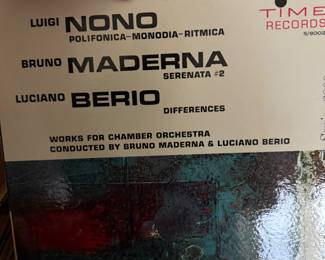 LUIGI NONO
POLIFONICA-MONODIA-RITMICA
BRUNO MADERNA
SERENATA #2
LUCIANO BERIO
DIFFERENCES
WORKS FOR CHAMBER ORCHESTRA
CONDUCTED BY BRUNO MADERNA & LUCIANO BERIO
TIME
RECORDS